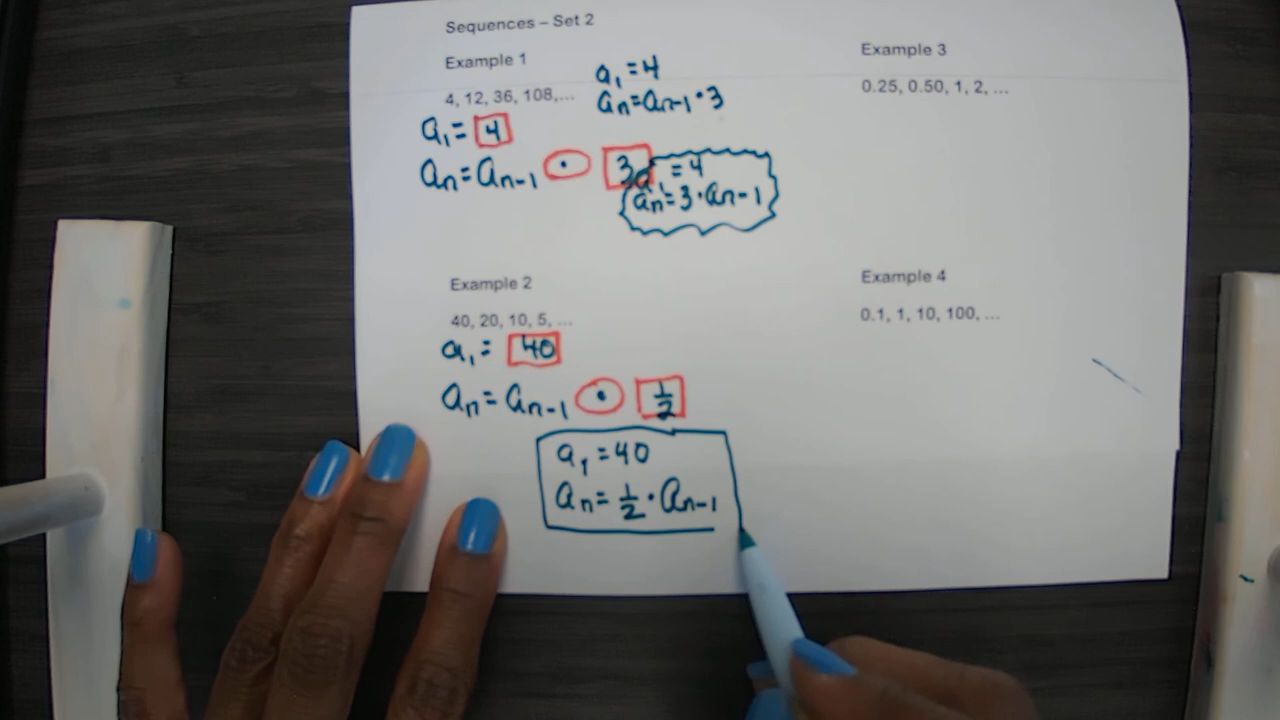 Sequences – Set 2
Example 1
4, 12, 36, 108,...
a₁ = 4
aₙ = aₙ₋₁ • 3
a₁ = 4
aₙ = aₙ₋₁ • 3
a₁ = 4
aₙ = 3 • aₙ₋₁
Example 2
40, 20, 10, 5, ...
a₁ = 40
aₙ = aₙ₋₁ • 1/2
a₁ = 40
aₙ = 1/2 • aₙ₋₁
Example 3
0.25, 0.50, 1, 2, ...
Example 4
0.1, 1, 10, 100, ...